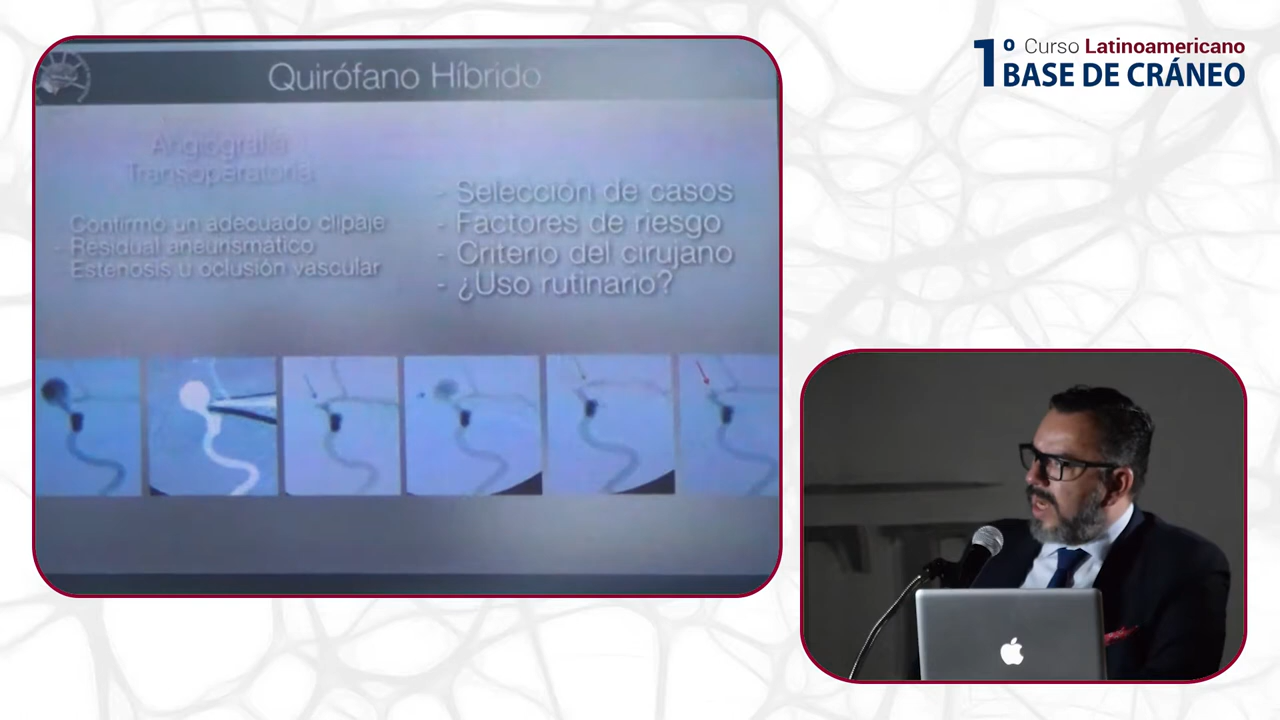 Quirófano Híbrido
Angiografía
Transoperatoria
- Confirmó un adecuado clipaje
- Residual aneurismático
- Estenosis u oclusión vascular
- Selección de casos
- Factores de riesgo
- Criterio del cirujano
- ¿Uso rutinario?
1º Curso Latinoamericano
BASE DE CRÁNEO